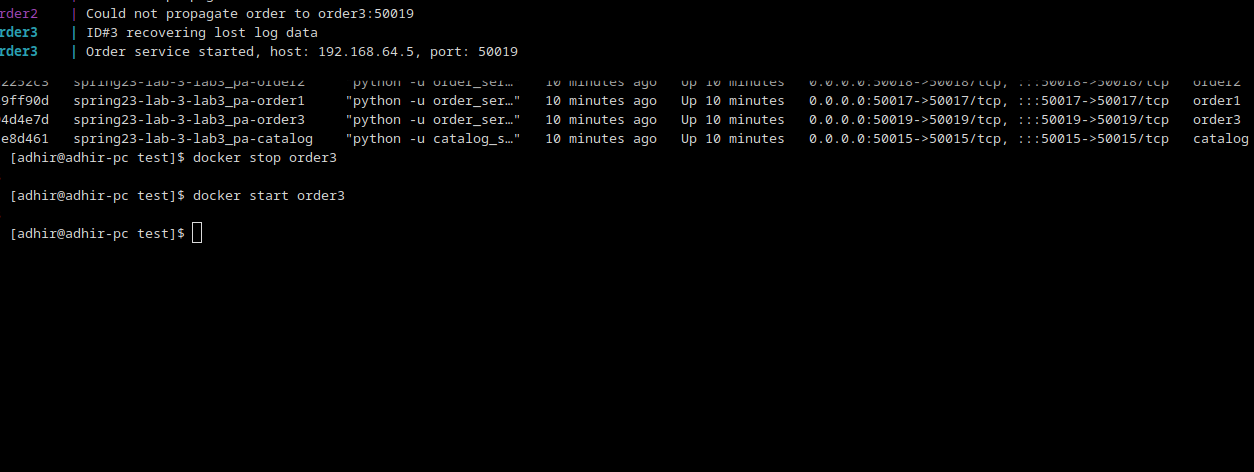 rder2    | Could not propagate order to order3:50019
rder3    | ID#3 recovering lost log data
rder3    | Order service started, host: 192.168.64.5, port: 50019
2252c3   spring23-lab-3-lab3_pa-order2     "python -u order_ser…"   10 minutes ago   Up 10 minutes   0.0.0.0:50018->50018/tcp, :::50018->50018/tcp   order2
9ff90d   spring23-lab-3-lab3_pa-order1     "python -u order_ser…"   10 minutes ago   Up 10 minutes   0.0.0.0:50017->50017/tcp, :::50017->50017/tcp   order1
4d4e7d   spring23-lab-3-lab3_pa-order3     "python -u order_ser…"   10 minutes ago   Up 10 minutes   0.0.0.0:50019->50019/tcp, :::50019->50019/tcp   order3
e8d461   spring23-lab-3-lab3_pa-catalog    "python -u catalog_s…"   10 minutes ago   Up 10 minutes   0.0.0.0:50015->50015/tcp, :::50015->50015/tcp   catalog
[adhir@adhir-pc test]$ docker stop order3
[adhir@adhir-pc test]$ docker start order3
[adhir@adhir-pc test]$